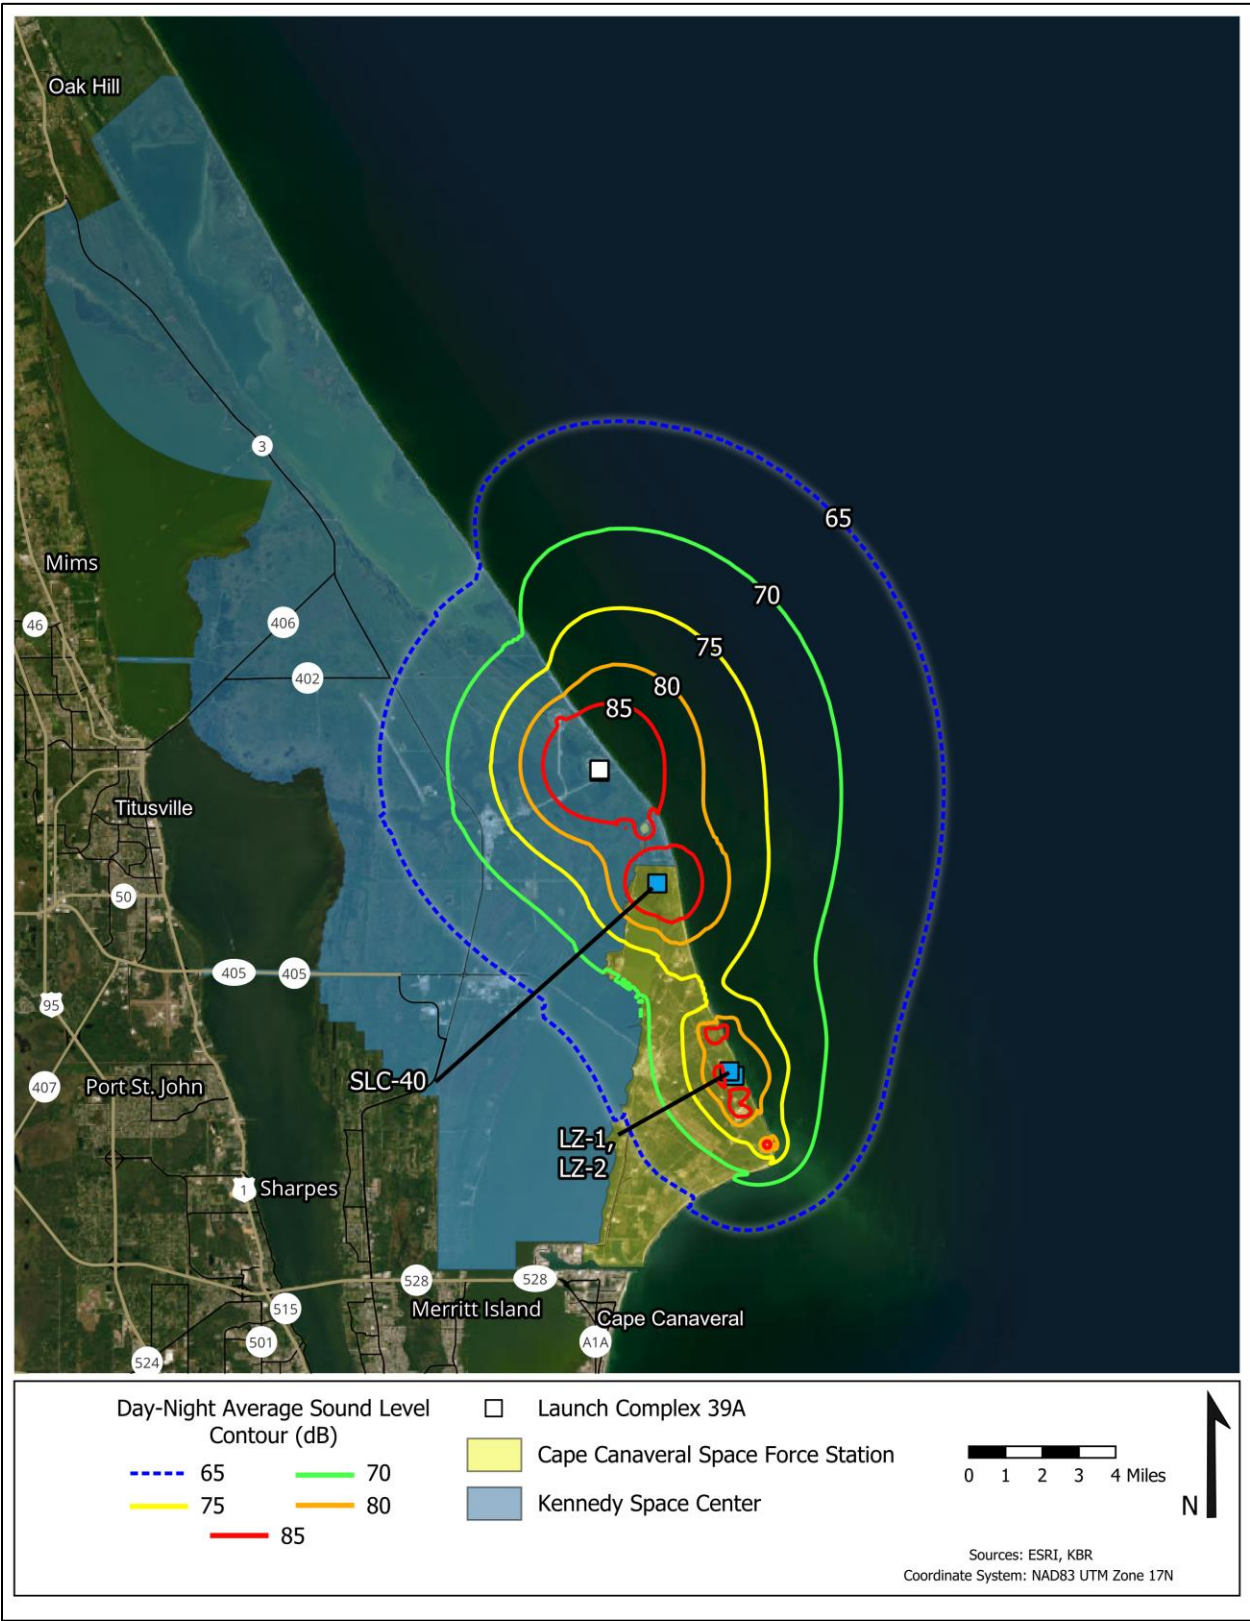 Oak Hill
3
65
Mims
70
46
406
75
402
80
85
Titusville
50
405
405
95
SLC-40
407
Port St. John
LZ-1,
LZ-2
1
Sharpes
528
528
Merritt Island
515
Cape Canaveral
501
A1A
524
Day-Night Average Sound Level
Contour (dB)
65
70
75
80
85
Launch Complex 39A
Cape Canaveral Space Force Station
Kennedy Space Center
0 1 2 3 4 Miles
N
Sources: ESRI, KBR
Coordinate System: NAD83 UTM Zone 17N